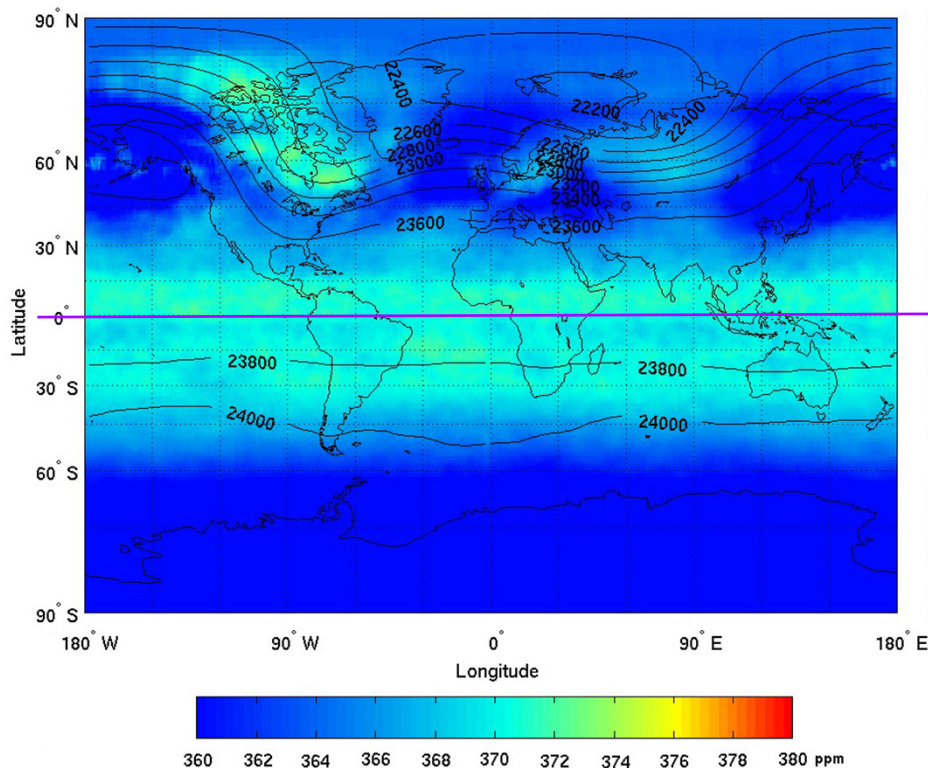 90° N
60° N
30° N
0°
30° S
60° S
90° S
Latitude
22400
22200
22400
22600
22800
23000
22600
22800
23000
23200
23400
23600
23600
23800
23800
24000
24000
180° W
90° W
0°
90° E
180° E
Longitude
360
362
364
366
368
370
372
374
376
378
380 ppm